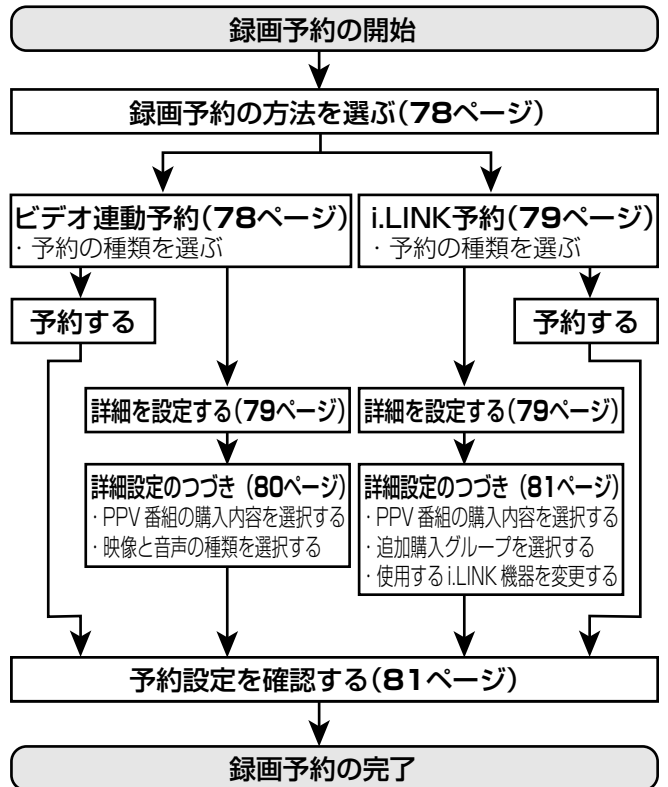 録画予約の開始
録画予約の方法を選ぶ(78ページ)
ビデオ連動予約(78ページ)
・予約の種類を選ぶ
i.LINK予約(79ページ)
・予約の種類を選ぶ
予約する
予約する
詳細を設定する(79ページ)
詳細を設定する(79ページ)
詳細設定のつづき (80ページ)
・PPV 番組の購入内容を選択する
・映像と音声の種類を選択する
詳細設定のつづき (81ページ)
・PPV 番組の購入内容を選択する
・追加購入グループを選択する
・使用する i.LINK 機器を変更する
予約設定を確認する(81ページ)
録画予約の完了